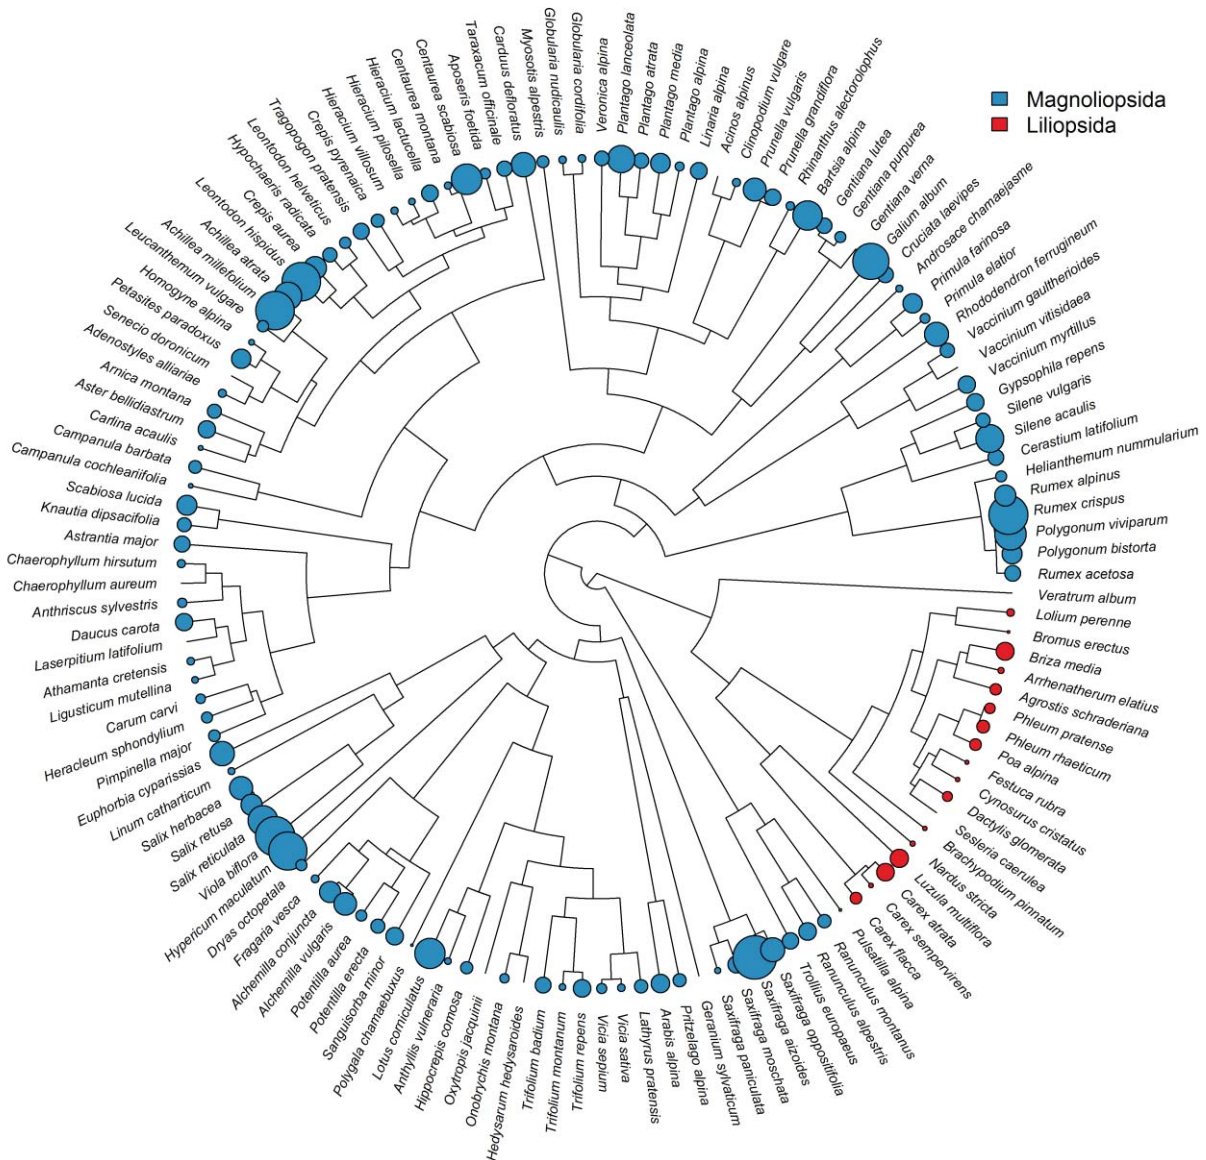 Magnoliopsida
Liliopsida
Globularia nudicaulis
Globularia cordifolia
Veronica alpina
Plantago lanceolata
Plantago atrata
Plantago media
Plantago alpina
Linaria alpina
Acinos alpinus
Clinopodium vulgare
Prunella vulgaris
Prunella grandiflora
Rhinanthus alectorolophus
Bartsia alpina
Gentiana lutea
Gentiana purpurea
Gentiana verna
Galium album
Cruciata laevipes
Androsace chamaejasme
Primula farinosa
Primula elatior
Rhododendron ferrugineum
Vaccinium gaultherioides
Vaccinium vitisidaea
Vaccinium myrtillus
Gypsophila repens
Silene vulgaris
Silene acaulis
Cerastium latifolium
Helianthemum nummularium
Rumex alpinus
Rumex crispus
Polygonum viviparum
Polygonum bistorta
Rumex acetosa
Veratrum album
Lolium perenne
Bromus erectus
Briza media
Arrhenatherum elatius
Agrostis schraderiana
Phleum pratense
Phleum rhaeticum
Poa alpina
Festuca rubra
Cynosurus cristatus
Dactylis glomerata
Sesleria caerulea
Brachypodium pinnatum
Nardus stricta
Luzula multiflora
Carex atrata
Carex sempervirens
Carex flacca
Pulsatilla alpina
Ranunculus montanus
Ranunculus alpestris
Trollius europaeus
Saxifraga oppositifolia
Saxifraga aizoides
Saxifraga moschata
Saxifraga paniculata
Geranium sylvaticum
Pritzelago alpina
Arabis alpina
Lathyrus pratensis
Vicia sativa
Vicia sepium
Trifolium repens
Trifolium montanum
Trifolium badium
Hedysarum hedysaroides
Onobrychis montana
Oxytropis jacquinii
Hippocrepis comosa
Anthyllis vulneraria
Lotus corniculatus
Polygala chamaebuxus
Sanguisorba minor
Potentilla erecta
Potentilla aurea
Alchemilla vulgaris
Alchemilla conjuncta
Fragaria vesca
Dryas octopetala
Hypericum maculatum
Viola biflora
Salix reticulata
Salix retusa
Salix herbacea
Linum catharticum
Euphorbia cyparissias
Pimpinella major
Heracleum sphondylium
Carum carvi
Ligusticum mutellina
Athamanta cretensis
Laserpitium latifolium
Daucus carota
Anthriscus sylvestris
Chaerophyllum aureum
Chaerophyllum hirsutum
Astrantia major
Knautia dipsacifolia
Scabiosa lucida
Campanula cochleariifolia
Campanula barbata
Carlina acaulis
Aster bellidiastrum
Arnica montana
Adenostyles alliariae
Senecio doronicum
Petasites paradoxus
Homogyne alpina
Leucanthemum vulgare
Achillea millefolium
Achillea atrata
Crepis aurea
Leontodon hispidus
Hypochaeris radicata
Leontodon helveticus
Tragopogon pratensis
Crepis pyrenaica
Hieracium villosum
Hieracium pilosella
Hieracium lactucella
Centaurea montana
Centaurea scabiosa
Aposeris foetida
Taraxacum officinale
Carduus defloratus
Myosotis alpestris